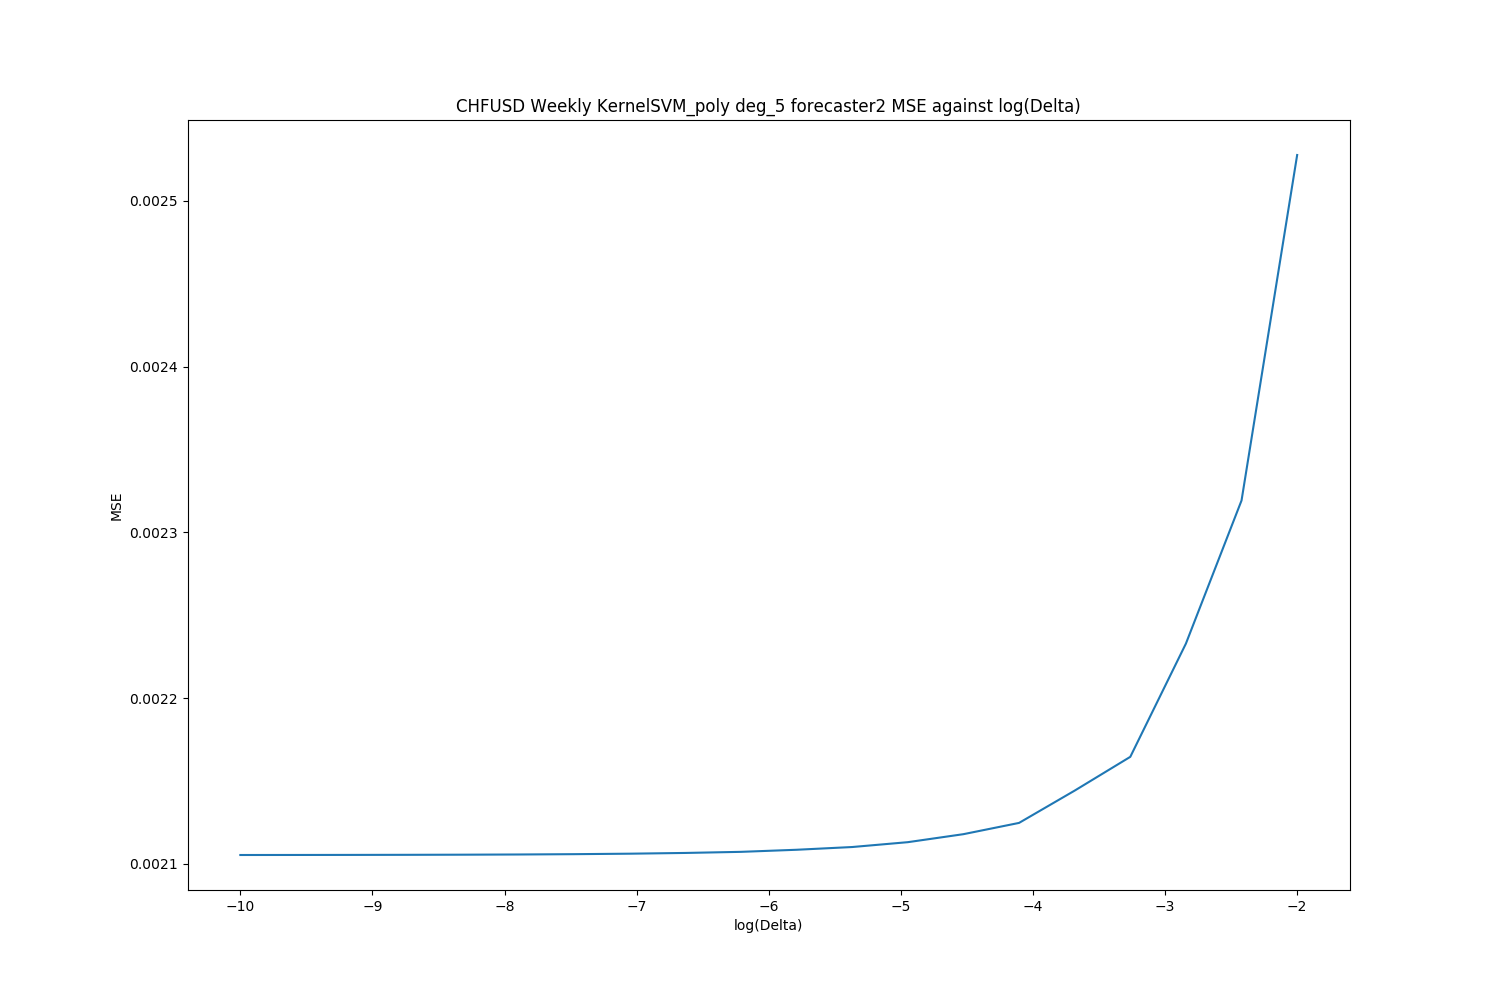 CHFUSD Weekly KernelSVM_poly deg_5 forecaster2 MSE against log(Delta)
0.0025
0.0024
MSE
0.0023
0.0022
0.0021
−10 −9 −8 −7 −6 −5 −4 −3 −2
log(Delta)